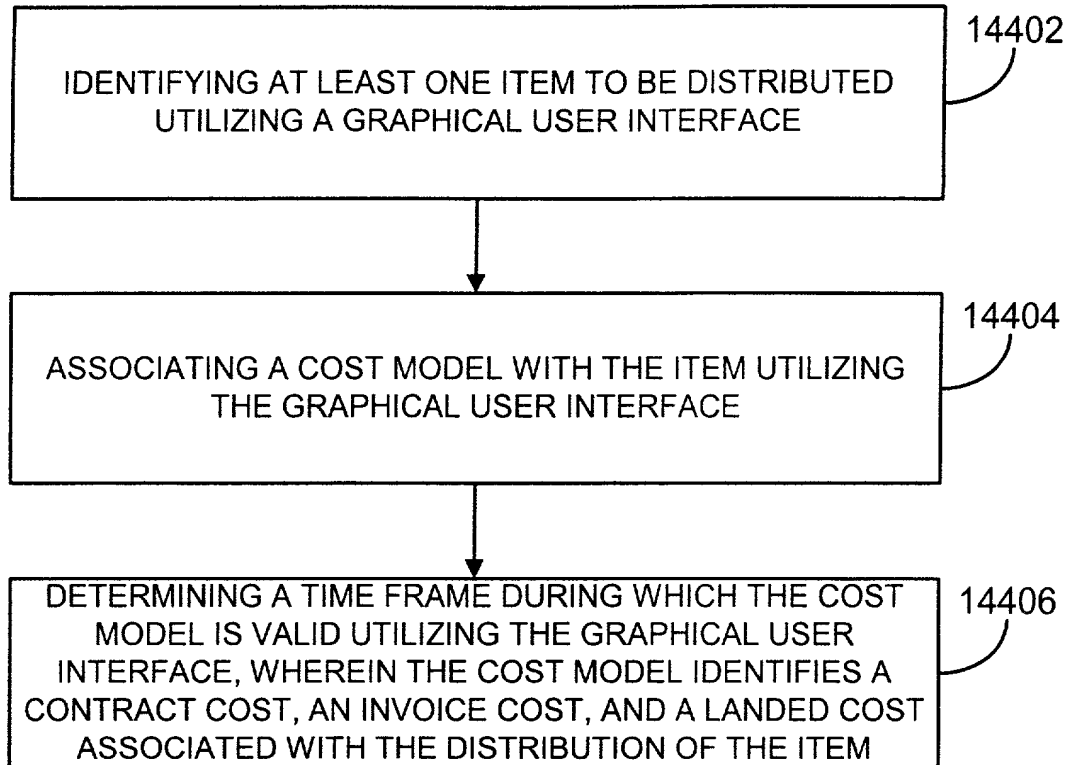 14402
IDENTIFYING AT LEAST ONE ITEM TO BE DISTRIBUTED
UTILIZING A GRAPHICAL USER INTERFACE
14404
ASSOCIATING A COST MODEL WITH THE ITEM UTILIZING
THE GRAPHICAL USER INTERFACE
14406
DETERMINING A TIME FRAME DURING WHICH THE COST
MODEL IS VALID UTILIZING THE GRAPHICAL USER
INTERFACE, WHEREIN THE COST MODEL IDENTIFIES A
CONTRACT COST, AN INVOICE COST, AND A LANDED COST
ASSOCIATED WITH THE DISTRIBUTION OF THE ITEM